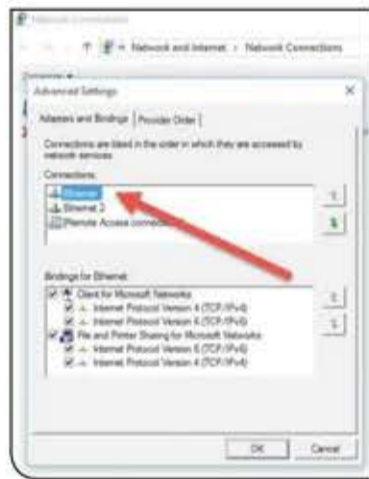 Network Connections
Network and Internet › Network Connections
Advanced Settings
Adapters and Bindings
Provider Order
Connections are listed in the order in which they are accessed by
network services.
Connections:
Ethernet
Ethernet 2
[Remote Access connections]
Bindings for Ethernet:
Client for Microsoft Networks
Internet Protocol Version 4 (TCP/IPv4)
Internet Protocol Version 6 (TCP/IPv6)
File and Printer Sharing for Microsoft Networks
Internet Protocol Version 6 (TCP/IPv6)
Internet Protocol Version 4 (TCP/IPv4)
OK
Cancel